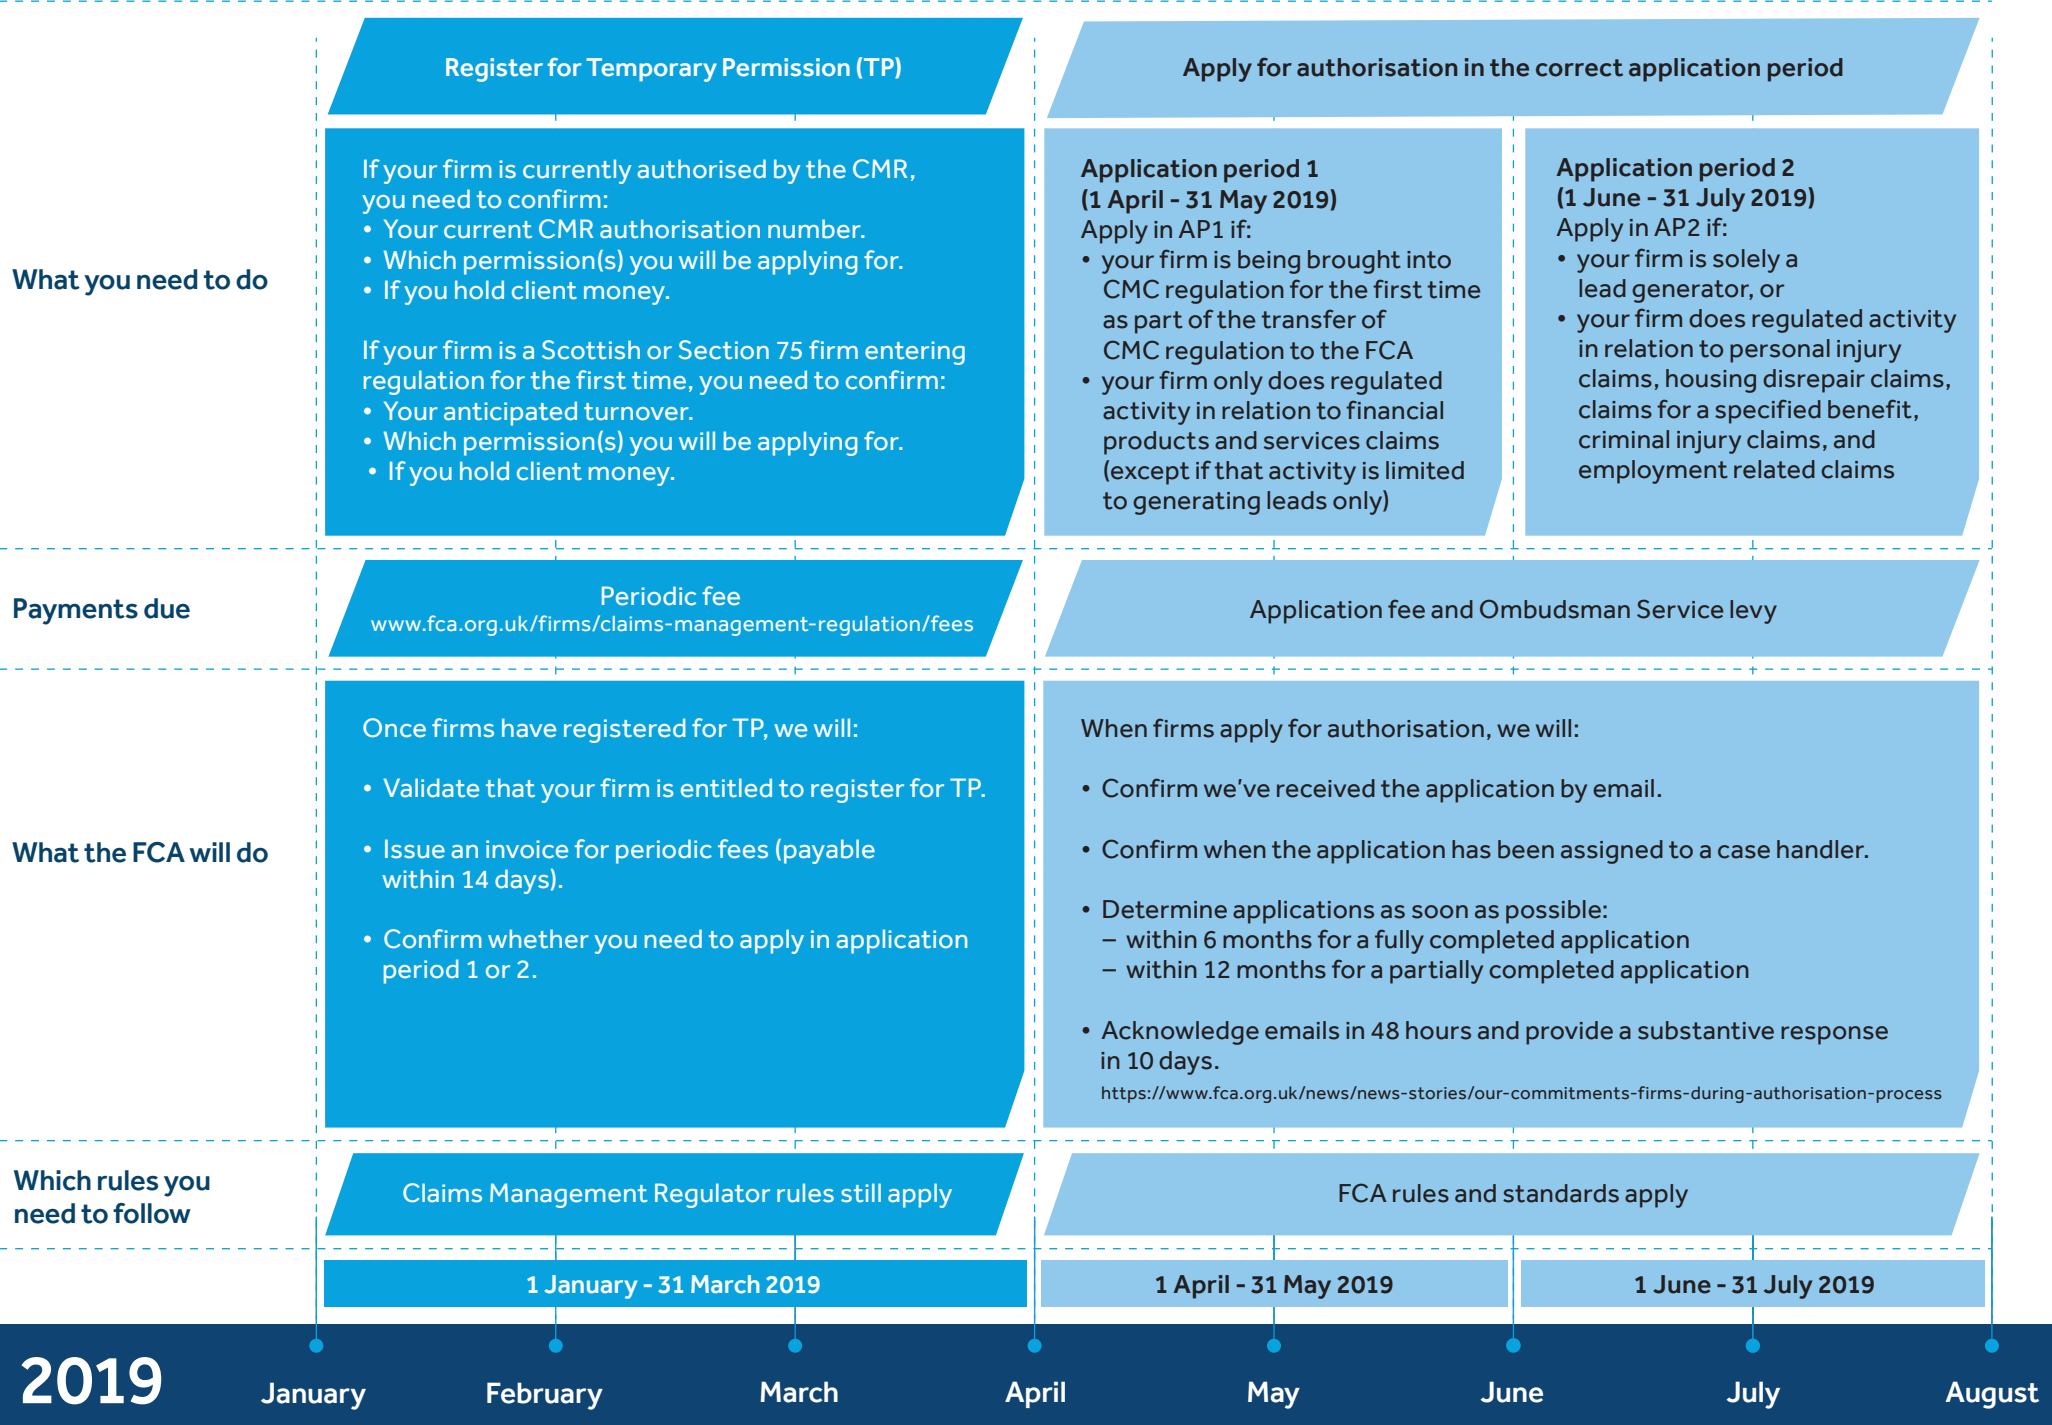 Register for Temporary Permission (TP)
Apply for authorisation in the correct application period
What you need to do
If your firm is currently authorised by the CMR,
you need to confirm:
• Your current CMR authorisation number.
• Which permission(s) you will be applying for.
• If you hold client money.
If your firm is a Scottish or Section 75 firm entering
regulation for the first time, you need to confirm:
• Your anticipated turnover.
• Which permission(s) you will be applying for.
• If you hold client money.
Application period 1
(1 April - 31 May 2019)
Apply in AP1 if:
• your firm is being brought into
CMC regulation for the first time
as part of the transfer of
CMC regulation to the FCA
• your firm only does regulated
activity in relation to financial
products and services claims
(except if that activity is limited
to generating leads only)
Application period 2
(1 June - 31 July 2019)
Apply in AP2 if:
• your firm is solely a
lead generator, or
• your firm does regulated activity
in relation to personal injury
claims, housing disrepair claims,
claims for a specified benefit,
criminal injury claims, and
employment related claims
Payments due
Periodic fee
www.fca.org.uk/firms/claims-management-regulation/fees
Application fee and Ombudsman Service levy
What the FCA will do
Once firms have registered for TP, we will:
• Validate that your firm is entitled to register for TP.
• Issue an invoice for periodic fees (payable
within 14 days).
• Confirm whether you need to apply in application
period 1 or 2.
When firms apply for authorisation, we will:
• Confirm we've received the application by email.
• Confirm when the application has been assigned to a case handler.
• Determine applications as soon as possible:
– within 6 months for a fully completed application
– within 12 months for a partially completed application
• Acknowledge emails in 48 hours and provide a substantive response
in 10 days.
https://www.fca.org.uk/news/news-stories/our-commitments-firms-during-authorisation-process
Which rules you
need to follow
Claims Management Regulator rules still apply
FCA rules and standards apply
1 January - 31 March 2019
1 April - 31 May 2019
1 June - 31 July 2019
2019
January
February
March
April
May
June
July
August